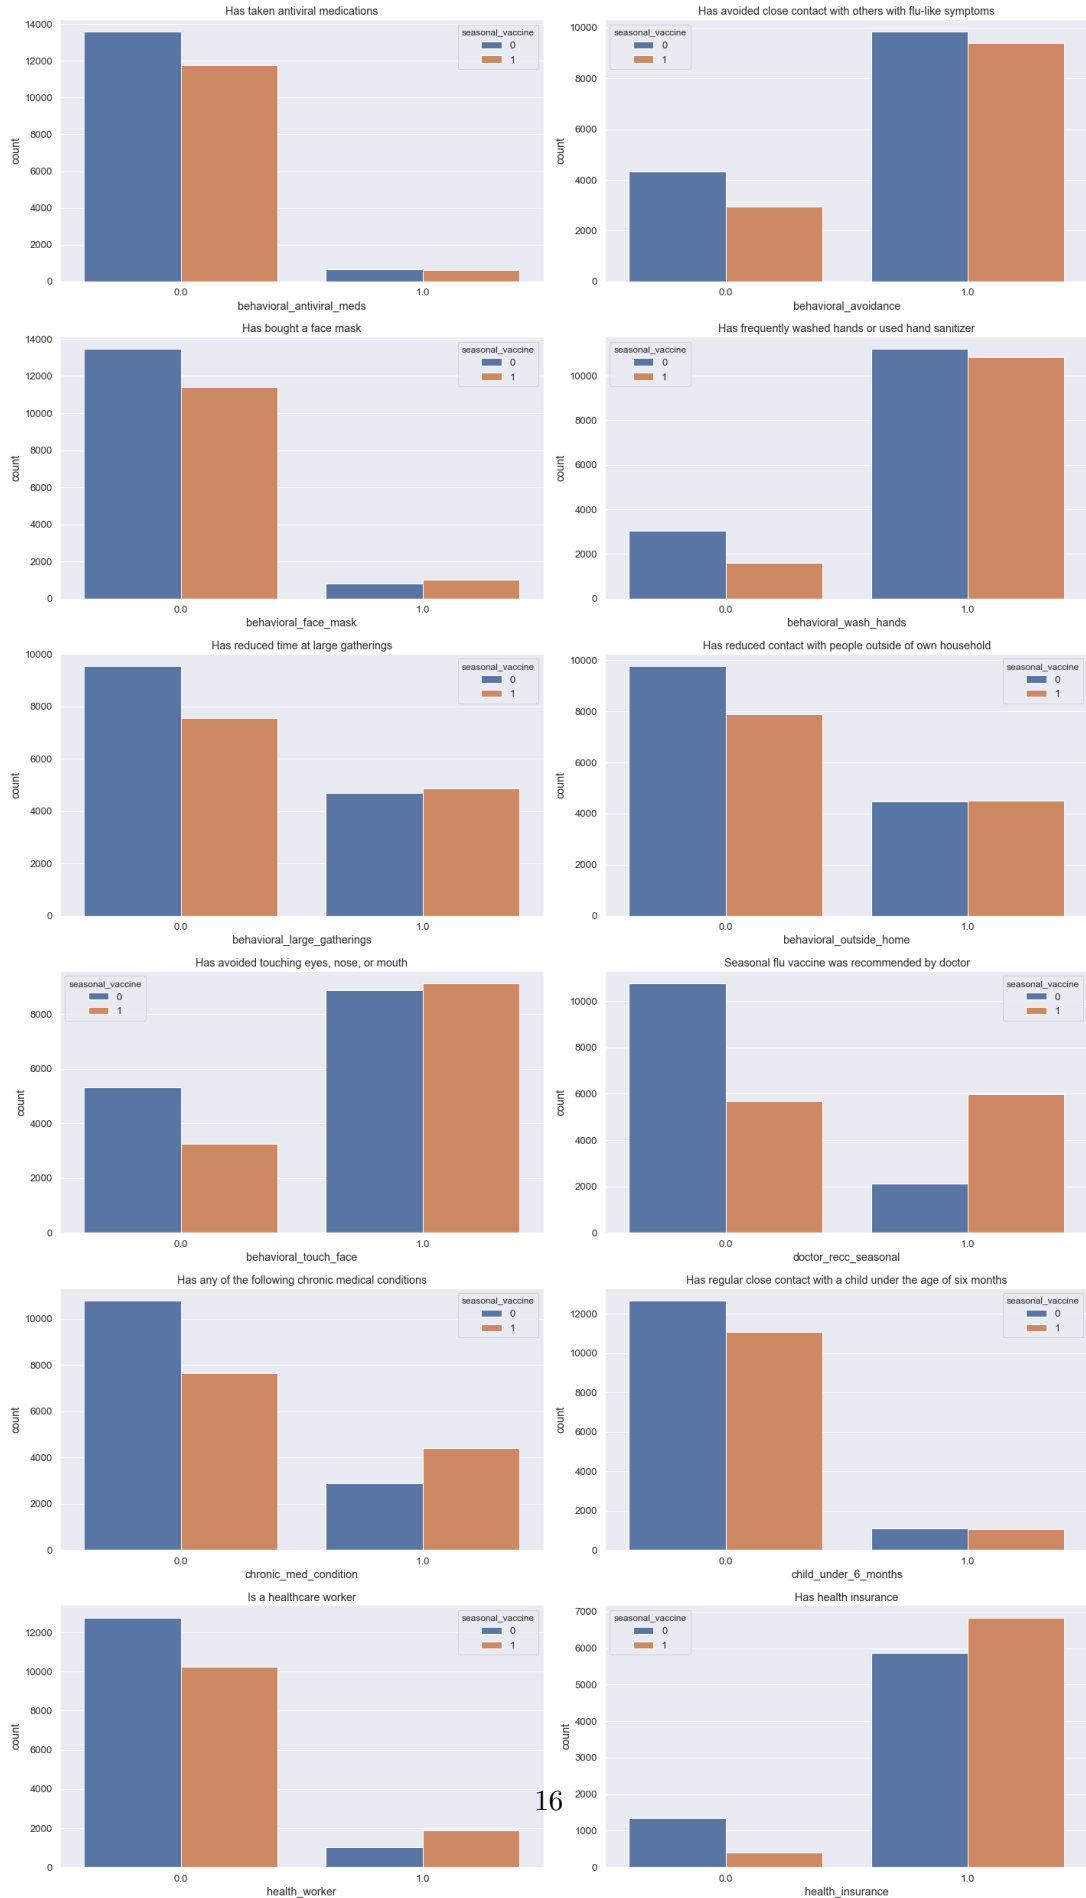 Has taken antiviral medications
14000
12000
10000
8000
6000
4000
2000
0
count
seasonal_vaccine
0
1
0.0 1.0
behavioral_antiviral_meds
Has avoided close contact with others with flu-like symptoms
10000
8000
6000
4000
2000
0
count
seasonal_vaccine
0
1
0.0 1.0
behavioral_avoidance
Has bought a face mask
14000
12000
10000
8000
6000
4000
2000
0
count
seasonal_vaccine
0
1
0.0 1.0
behavioral_face_mask
Has frequently washed hands or used hand sanitizer
10000
8000
6000
4000
2000
0
count
seasonal_vaccine
0
1
0.0 1.0
behavioral_wash_hands
Has reduced time at large gatherings
10000
8000
6000
4000
2000
0
count
seasonal_vaccine
0
1
0.0 1.0
behavioral_large_gatherings
Has reduced contact with people outside of own household
10000
8000
6000
4000
2000
0
count
seasonal_vaccine
0
1
0.0 1.0
behavioral_outside_home
Has avoided touching eyes, nose, or mouth
8000
6000
4000
2000
0
count
seasonal_vaccine
0
1
0.0 1.0
behavioral_touch_face
Seasonal flu vaccine was recommended by doctor
10000
8000
6000
4000
2000
0
count
seasonal_vaccine
0
1
0.0 1.0
doctor_recc_seasonal
Has any of the following chronic medical conditions
10000
8000
6000
4000
2000
0
count
seasonal_vaccine
0
1
0.0 1.0
chronic_med_condition
Has regular close contact with a child under the age of six months
12000
10000
8000
6000
4000
2000
0
count
seasonal_vaccine
0
1
0.0 1.0
child_under_6_months
Is a healthcare worker
12000
10000
8000
6000
4000
2000
0
count
seasonal_vaccine
0
1
0.0 1.0
health_worker
Has health insurance
7000
6000
5000
4000
3000
2000
1000
0
count
seasonal_vaccine
0
1
0.0 1.0
health_insurance
16